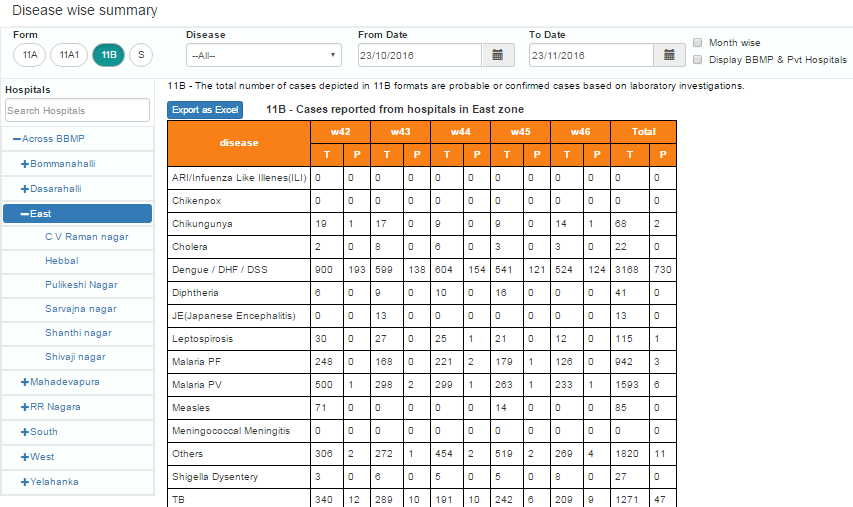 Disease wise summary
Form Disease From Date To Date
11A 11A1 11B S --All-- 23/10/2016 23/11/2016 Month wise
Display BBMP & Pvt Hospitals
Hospitals
Search Hospitals
Across BBMP
Bommanahalli
Dasarahalli
East
C V Raman nagar
Hebbal
Pulikeshi Nagar
Sarvajna nagar
Shanthi nagar
Shivaji nagar
Mahadevapura
RR Nagara
South
West
Yelahanka
11B - The total number of cases depicted in 11B formats are probable or confirmed cases based on laboratory investigations.
Export as Excel 11B - Cases reported from hospitals in East zone
disease w42 w43 w44 w45 w46 Total
T P T P T P T P T P T P
ARI/Infuenza Like Illenes(ILI) 0 0 0 0 0 0 0 0 0 0 0 0
Chikenpox 0 0 0 0 0 0 0 0 0 0 0 0
Chikungunya 19 1 17 0 9 0 9 0 14 1 68 2
Cholera 2 0 8 0 6 0 3 0 3 0 22 0
Dengue / DHF / DSS 900 193 599 138 604 154 541 121 524 124 3168 730
Diphtheria 6 0 9 0 10 0 16 0 0 0 41 0
JE(Japanese Encephalitis) 0 0 13 0 0 0 0 0 0 0 13 0
Leptospirosis 30 0 27 0 25 1 21 0 12 0 115 1
Malaria PF 248 0 168 0 221 2 179 1 126 0 942 3
Malaria PV 500 1 298 2 299 1 263 1 233 1 1593 6
Measles 71 0 0 0 0 0 14 0 0 0 85 0
Meningococcal Meningitis 0 0 0 0 0 0 0 0 0 0 0 0
Others 306 2 272 1 454 2 519 2 269 4 1820 11
Shigella Dysentery 3 0 6 0 5 0 5 0 8 0 27 0
TB 340 12 289 10 191 10 242 6 209 9 1271 47